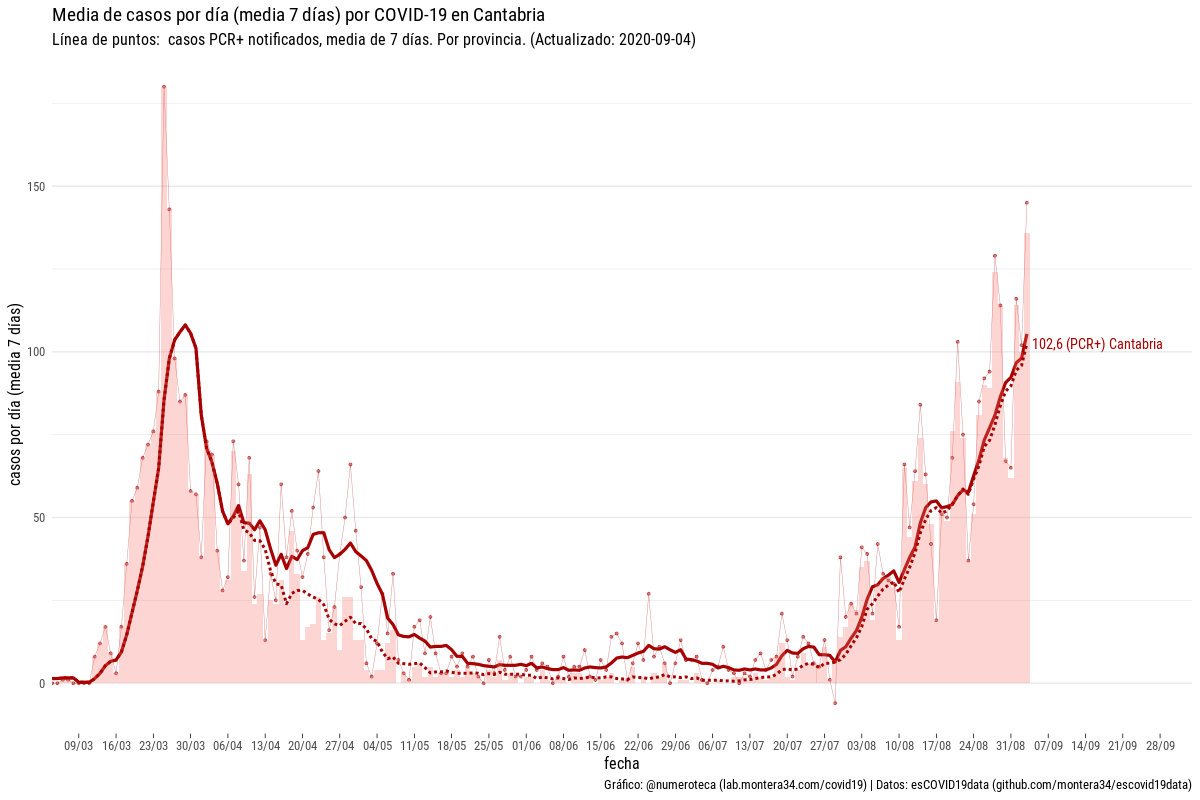 Media de casos por día (media 7 días) por COVID-19 en Cantabria
Línea de puntos:  casos PCR+ notificados, media de 7 días. Por provincia. (Actualizado: 2020-09-04)
casos por día (media 7 días)
150
100
50
0
102,6 (PCR+) Cantabria
09/03 16/03 23/03 30/03 06/04 13/04 20/04 27/04 04/05 11/05 18/05 25/05 01/06 08/06 15/06 22/06 29/06 06/07 13/07 20/07 27/07 03/08 10/08 17/08 24/08 31/08 07/09 14/09 21/09 28/09
fecha
Gráfico: @numeroteca (lab.montera34.com/covid19) | Datos: esCOVID19data (github.com/montera34/escovid19data)